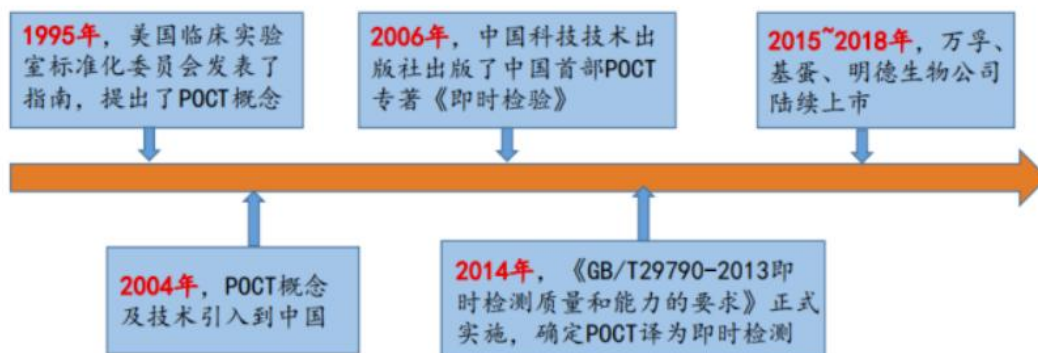 1995年，美国临床实验
室标准化委员会发表了
指南，提出了POCT概念
2006年，中国科技技术出
版社出版了中国首部POCT
专著《即时检验》
2015~2018年，万孚、
基蛋、明德生物公司
陆续上市
2004年，POCT概念
及技术引入到中国
2014年，《GB/T29790-2013即
时检测质量和能力的要求》正式
实施，确定POCT译为即时检测